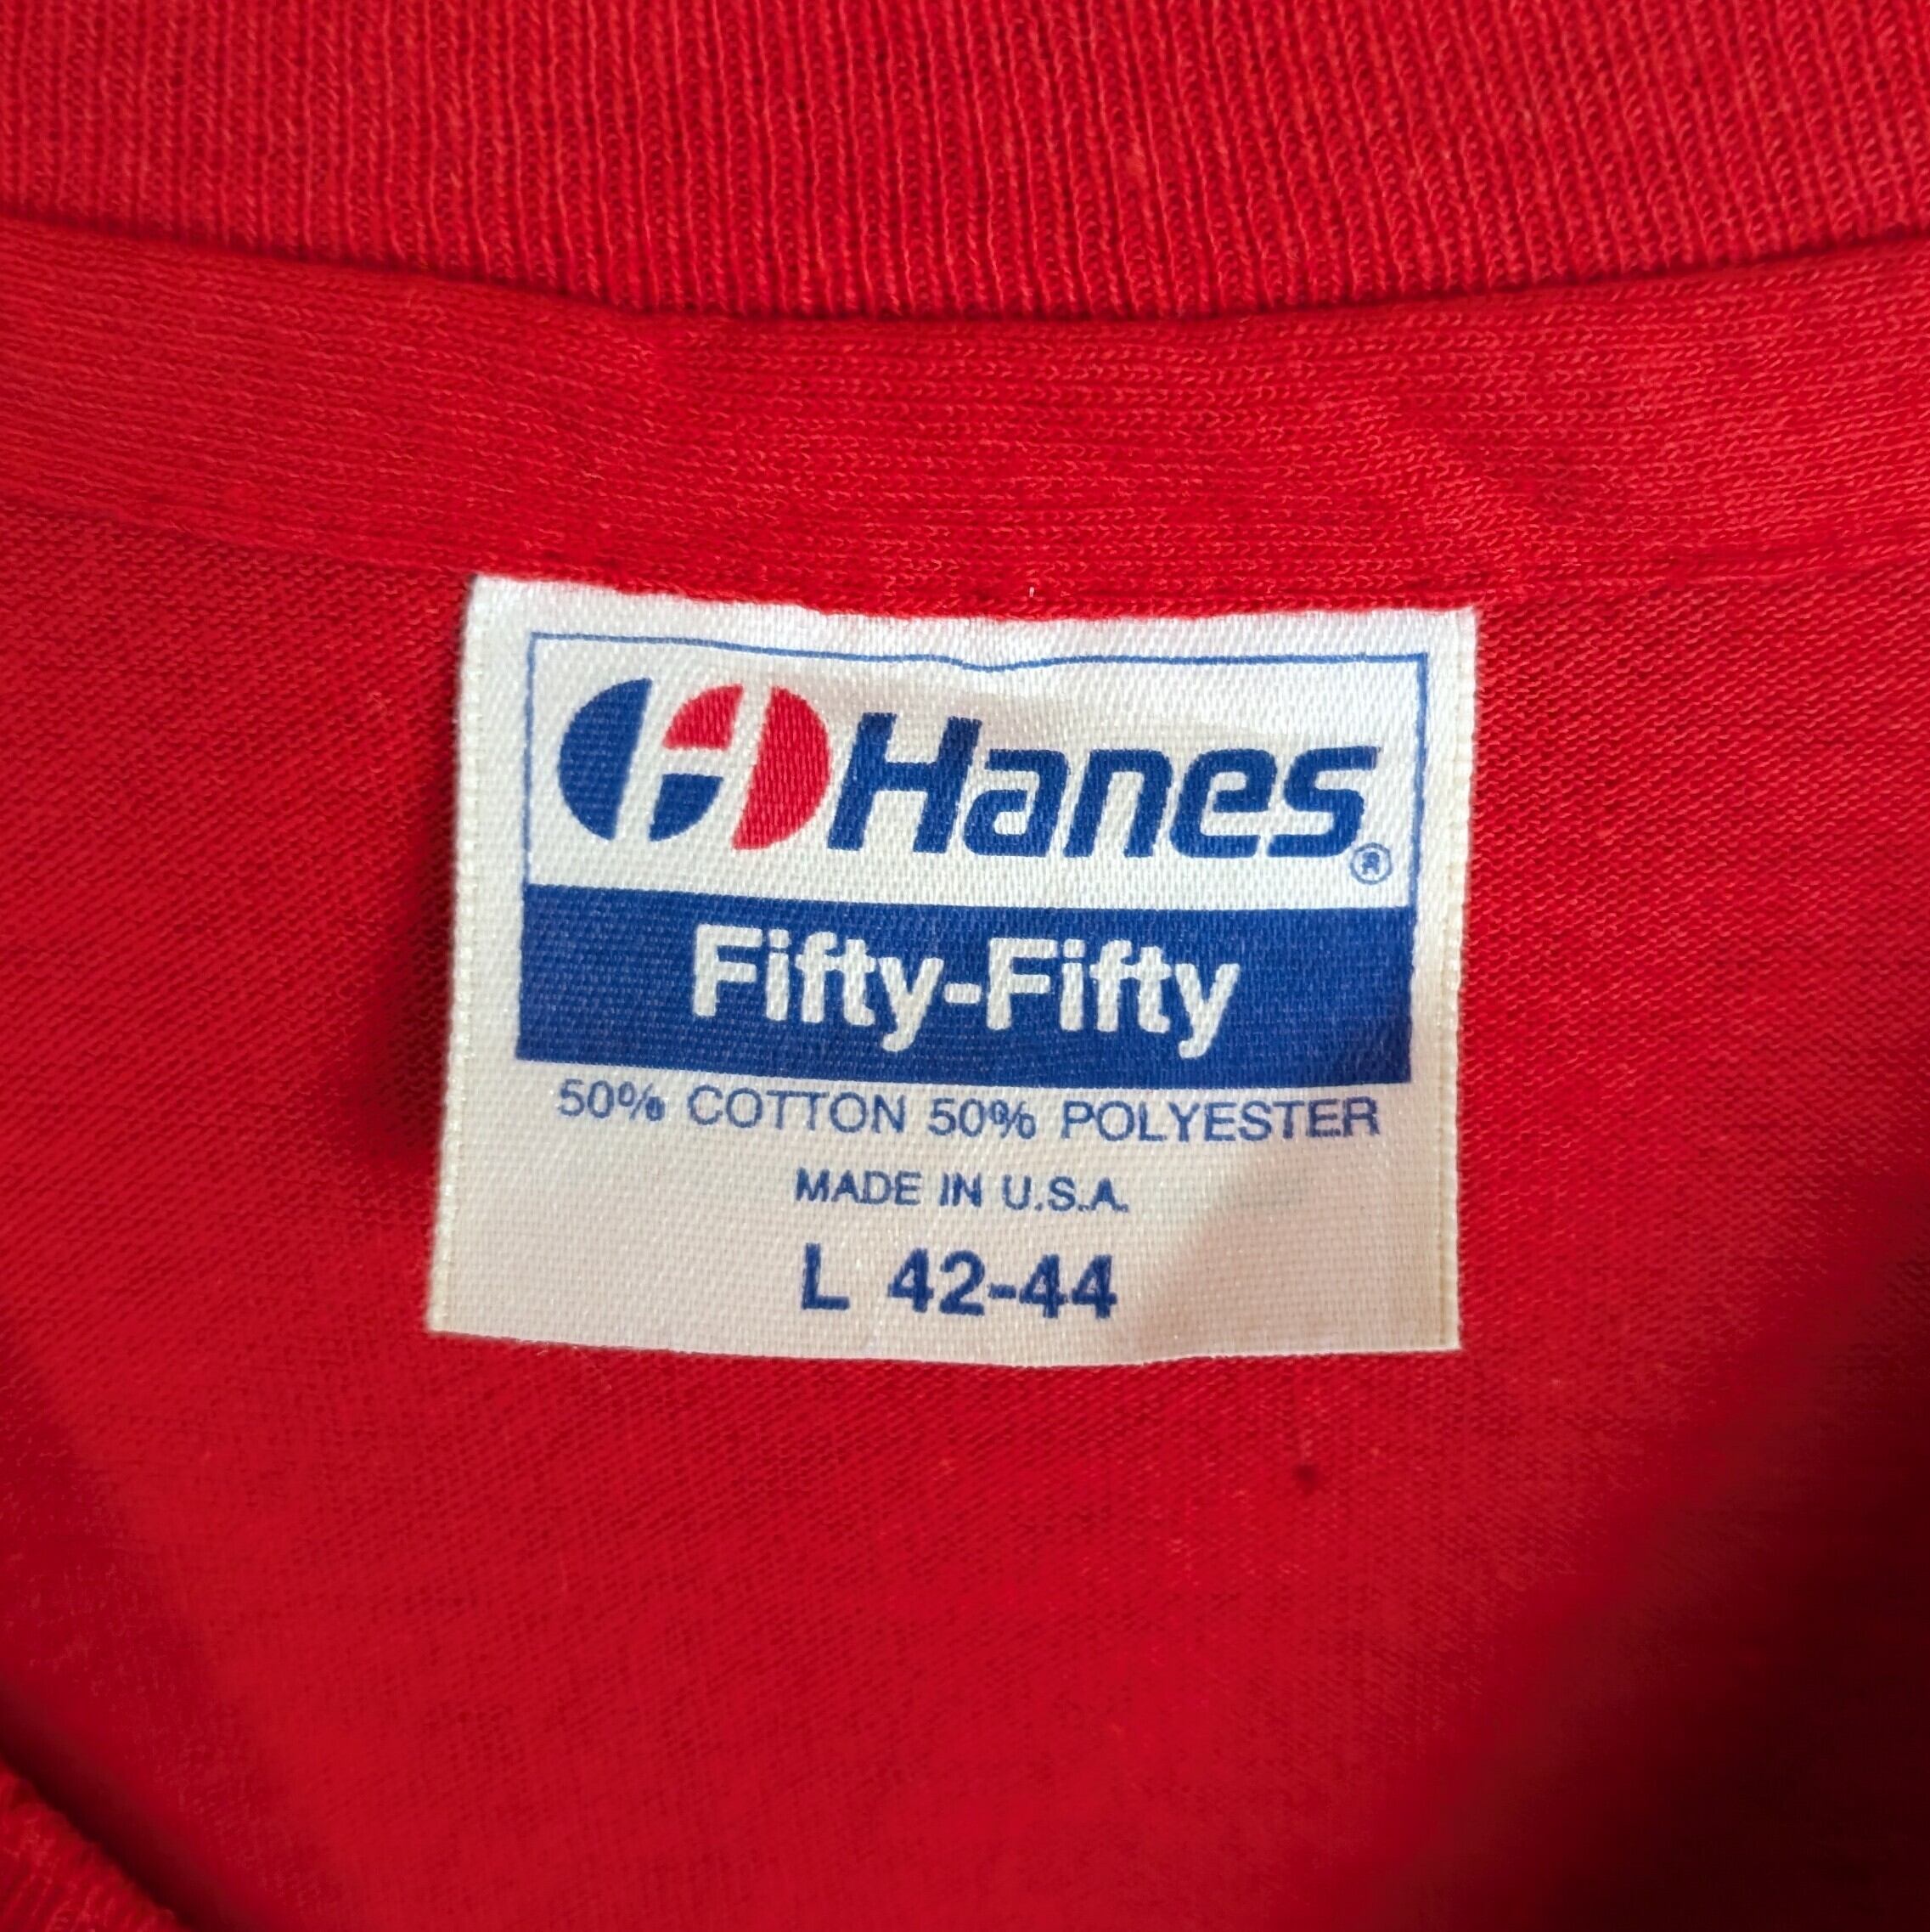 Hanes®
Fifty-Fifty
50% COTTON 50% POLYESTER
MADE IN U.S.A.
L 42-44